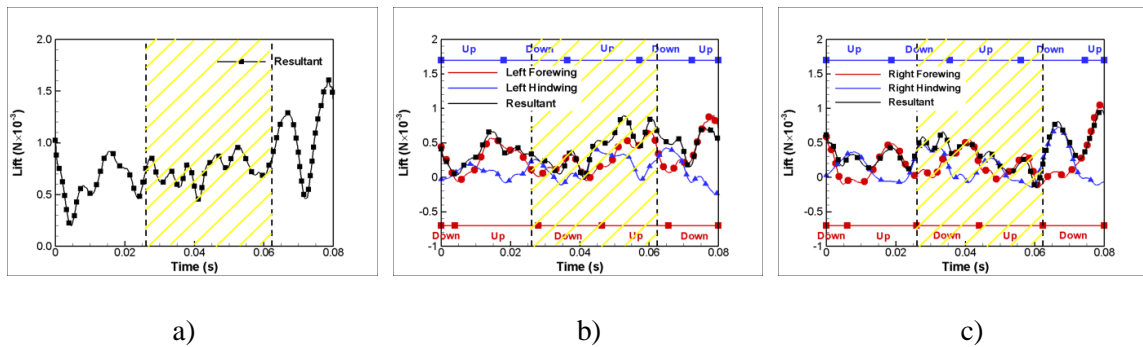 Resultant
Lift (N×10⁻³)
2.0
1.5
1.0
0.5
0.0
0 0.02 0.04 0.06 0.08
Time (s)
a)
Up Down Up Down Up
Left Forewing
Left Hindwing
Resultant
Lift (N×10⁻³)
2
1.5
1
0.5
0
-0.5
-1
Down Up Down Up Down
0 0.02 0.04 0.06 0.08
Time (s)
b)
Up Down Up Down Up
Right Forewing
Right Hindwing
Resultant
Lift (N×10⁻³)
2
1.5
1
0.5
0
-0.5
-1
Down Up Down Up Down
0 0.02 0.04 0.06 0.08
Time (s)
c)